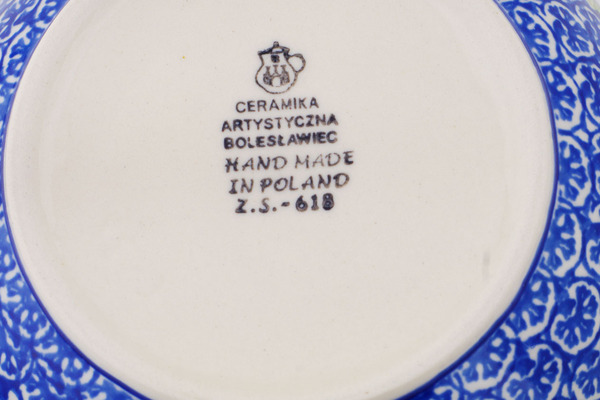 CERAMIKA
ARTYSTYCZNA
BOLESŁAWIEC
HAND MADE
IN POLAND
Z.S.-618